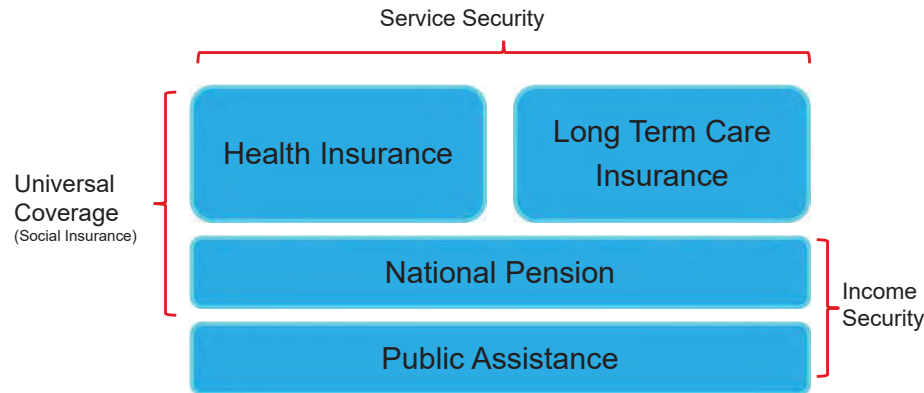 Service Security
Health Insurance
Long Term Care
Insurance
Universal
Coverage
(Social Insurance)
National Pension
Income
Security
Public Assistance